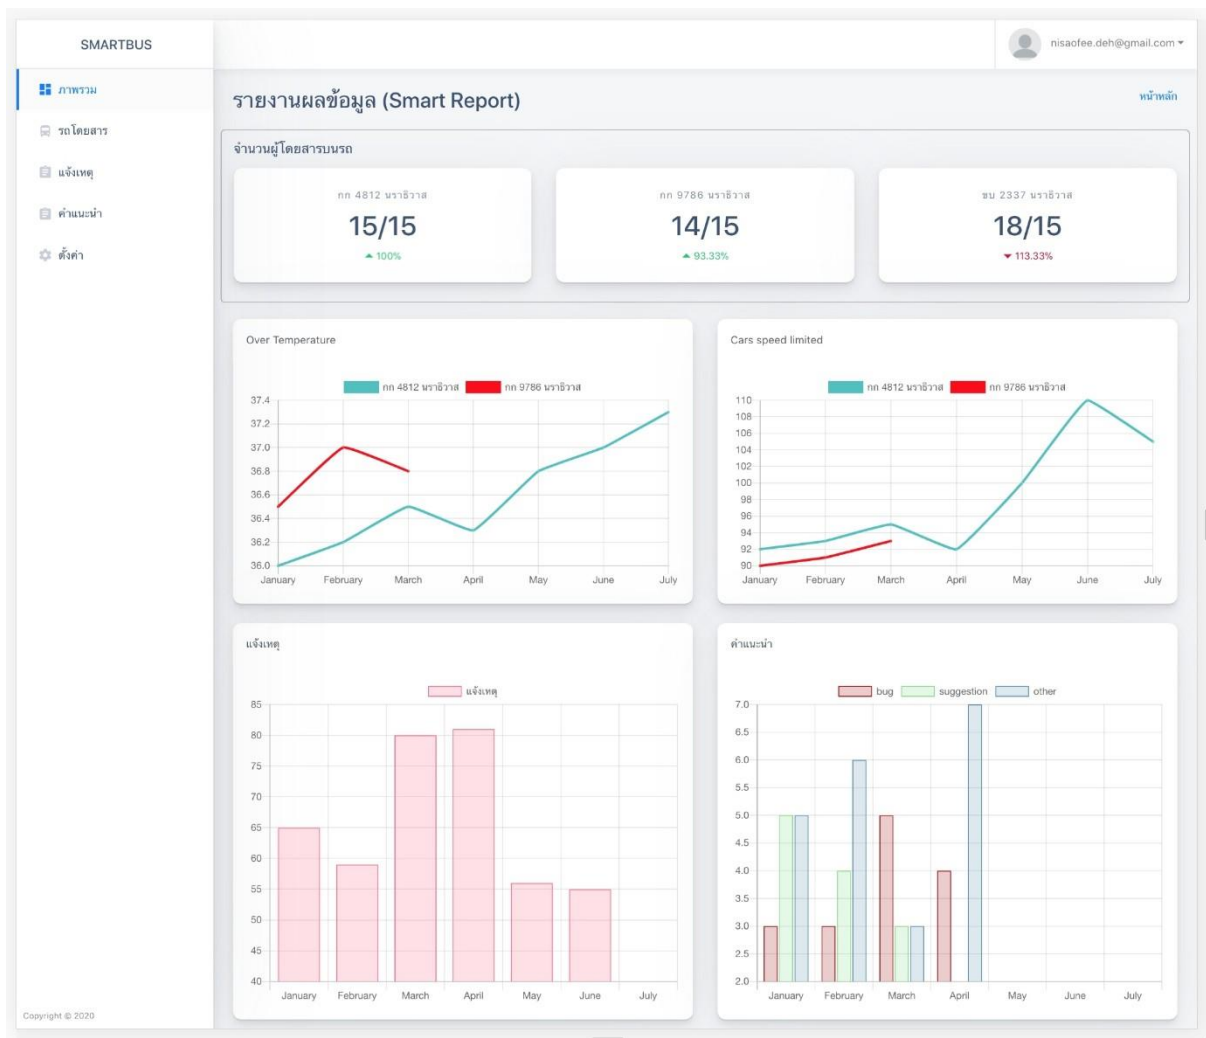 SMARTBUS
nisaofee.deh@gmail.com
ภาพรวม
รถโดยสาร
แจ้งเหตุ
คำแนะนำ
ตั้งค่า
รายงานผลข้อมูล (Smart Report)
หน้าหลัก
จำนวนผู้โดยสารบนรถ
กก 4812 นราธิวาส
15/15
100%
กก 9786 นราธิวาส
14/15
93.33%
ขบ 2337 นราธิวาส
18/15
113.33%
Over Temperature
กก 4812 นราธิวาส กก 9786 นราธิวาส
37.4
37.2
37.0
36.8
36.6
36.4
36.2
36.0
January February March April May June July
Cars speed limited
กก 4812 นราธิวาส กก 9786 นราธิวาส
110
108
106
104
102
100
98
96
94
92
90
January February March April May June July
แจ้งเหตุ
แจ้งเหตุ
85
80
75
70
65
60
55
50
45
40
January February March April May June July
คำแนะนำ
bug suggestion other
7.0
6.5
6.0
5.5
5.0
4.5
4.0
3.5
3.0
2.5
2.0
January February March April May June July
Copyright © 2020